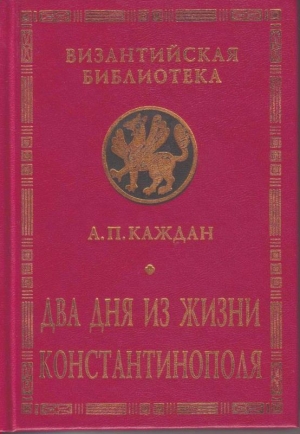 ВИЗАНТИЙСКАЯ
БИБЛИОТЕКА
А.П.КАЖДАН
ДВА ДНЯ ИЗ ЖИЗНИ
КОНСТАНТИНОПОЛЯ